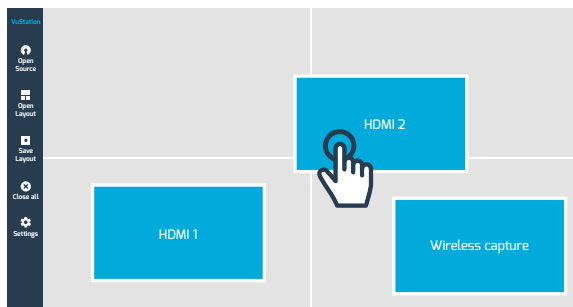 VuStation
Open
Source
Open
Layout
Save
Layout
Close all
Settings
HDMI 2
HDMI 1
Wireless capture